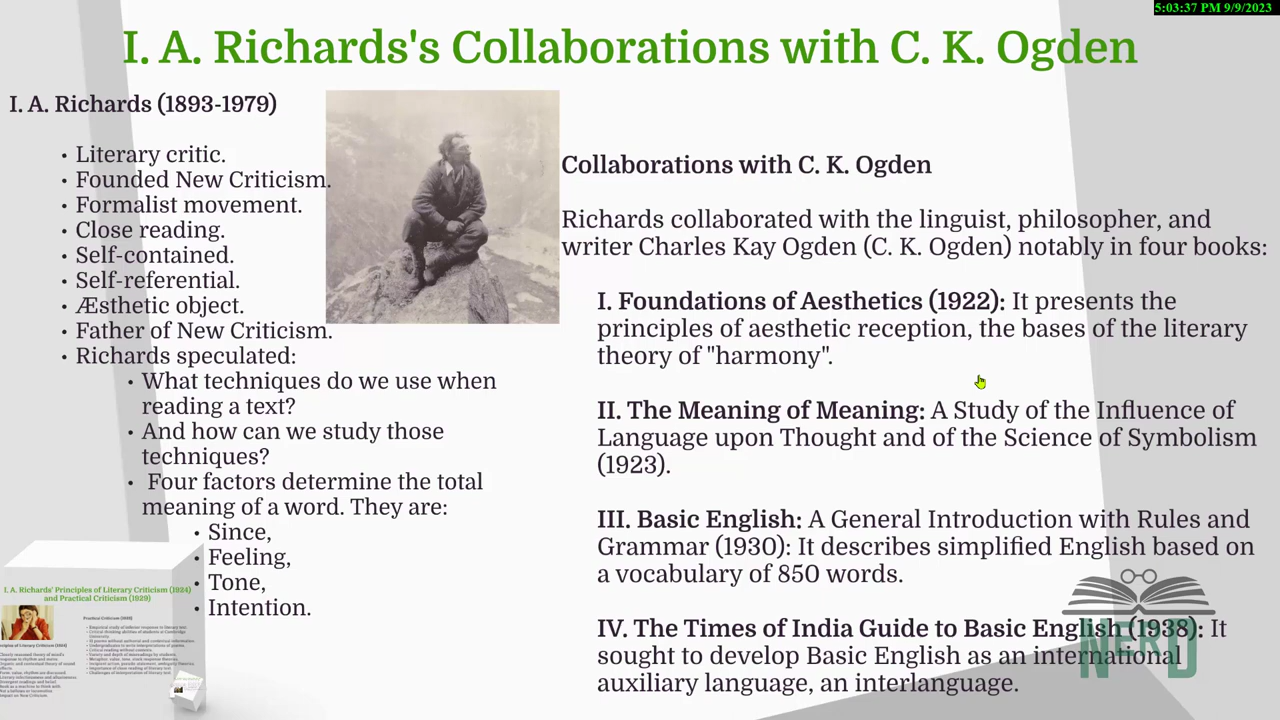 5:03:37 PM 9/9/2023
I. A. Richards's Collaborations with C. K. Ogden
I. A. Richards (1893-1979)
• Literary critic.
• Founded New Criticism.
• Formalist movement.
• Close reading.
• Self-contained.
• Self-referential.
• Æsthetic object.
• Father of New Criticism.
• Richards speculated:
• What techniques do we use when
reading a text?
• And how can we study those
techniques?
• Four factors determine the total
meaning of a word. They are:
• Since,
• Feeling,
• Tone,
• Intention.
Collaborations with C. K. Ogden
Richards collaborated with the linguist, philosopher, and
writer Charles Kay Ogden (C. K. Ogden) notably in four books:
I. Foundations of Aesthetics (1922): It presents the
principles of aesthetic reception, the bases of the literary
theory of "harmony".
II. The Meaning of Meaning: A Study of the Influence of
Language upon Thought and of the Science of Symbolism
(1923).
III. Basic English: A General Introduction with Rules and
Grammar (1930): It describes simplified English based on
a vocabulary of 850 words.
IV. The Times of India Guide to Basic English (1938): It
sought to develop Basic English as an international
auxiliary language, an interlanguage.
I. A. Richards' Principles of Literary Criticism (1924)
and Practical Criticism (1929)